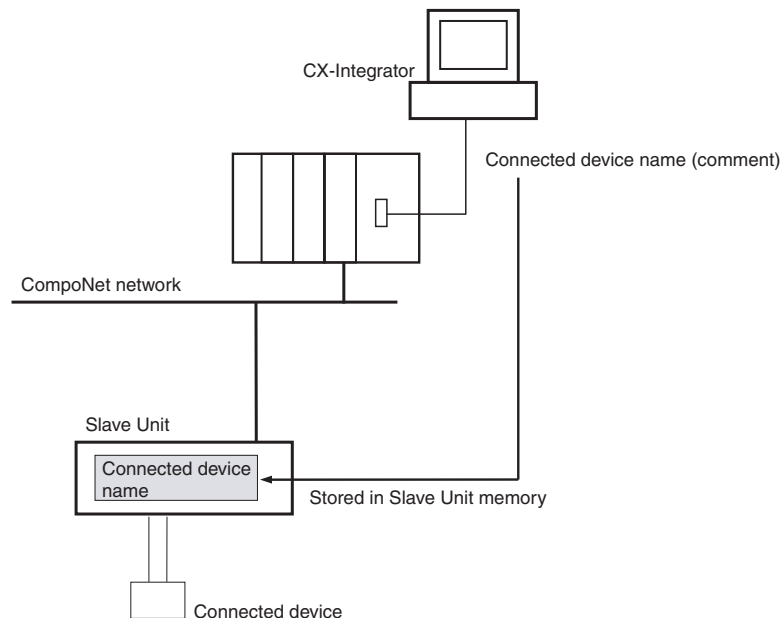 CX-Integrator
Connected device name (comment)
CompoNet network
Slave Unit
Connected device
name
Stored in Slave Unit memory
Connected device